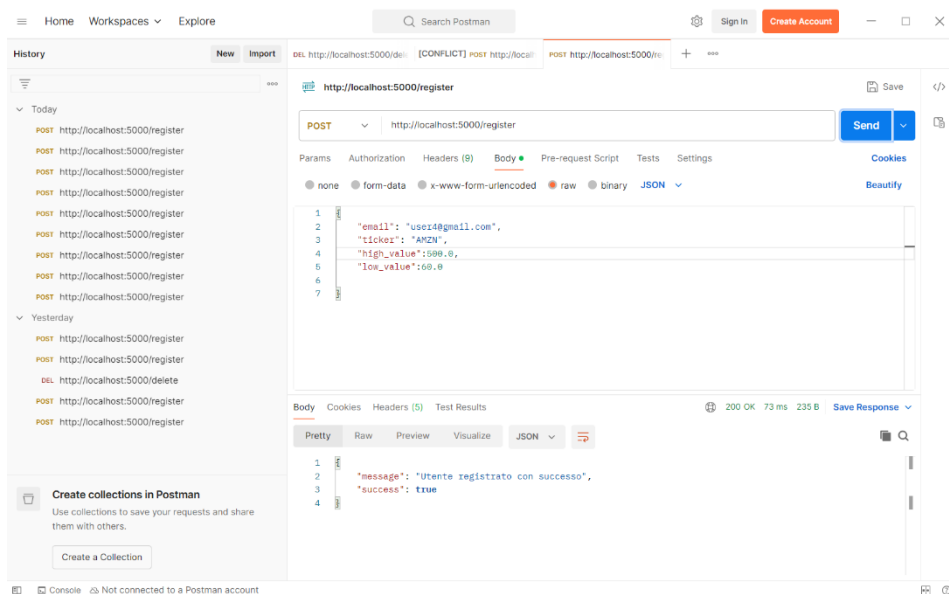 Home Workspaces Explore Search Postman Sign In Create Account
History New Import DEL http://localhost:5000/del [CONFLICT] POST http://local POST http://localhost:5000/re
HTTP http://localhost:5000/register Save
Today
POST http://localhost:5000/register
POST http://localhost:5000/register
POST http://localhost:5000/register
POST http://localhost:5000/register
POST http://localhost:5000/register
POST http://localhost:5000/register
POST http://localhost:5000/register
POST http://localhost:5000/register
POST http://localhost:5000/register
Yesterday
POST http://localhost:5000/register
POST http://localhost:5000/register
DEL http://localhost:5000/delete
POST http://localhost:5000/register
POST http://localhost:5000/register
Create collections in Postman
Use collections to save your requests and share
them with others.
Create a Collection
POST http://localhost:5000/register Send
Params Authorization Headers (9) Body Pre-request Script Tests Settings Cookies
none form-data x-www-form-urlencoded raw binary JSON Beautify
1 {
2 "email": "user4@gmail.com",
3 "ticker": "AMZN",
4 "high_value":500.0,
5 "low_value":60.0
6
7 }
Body Cookies Headers (5) Test Results 200 OK 73 ms 235 B Save Response
Pretty Raw Preview Visualize JSON
1 {
2 "message": "Utente registrato con successo",
3 "success": true
4 }
Console Not connected to a Postman account